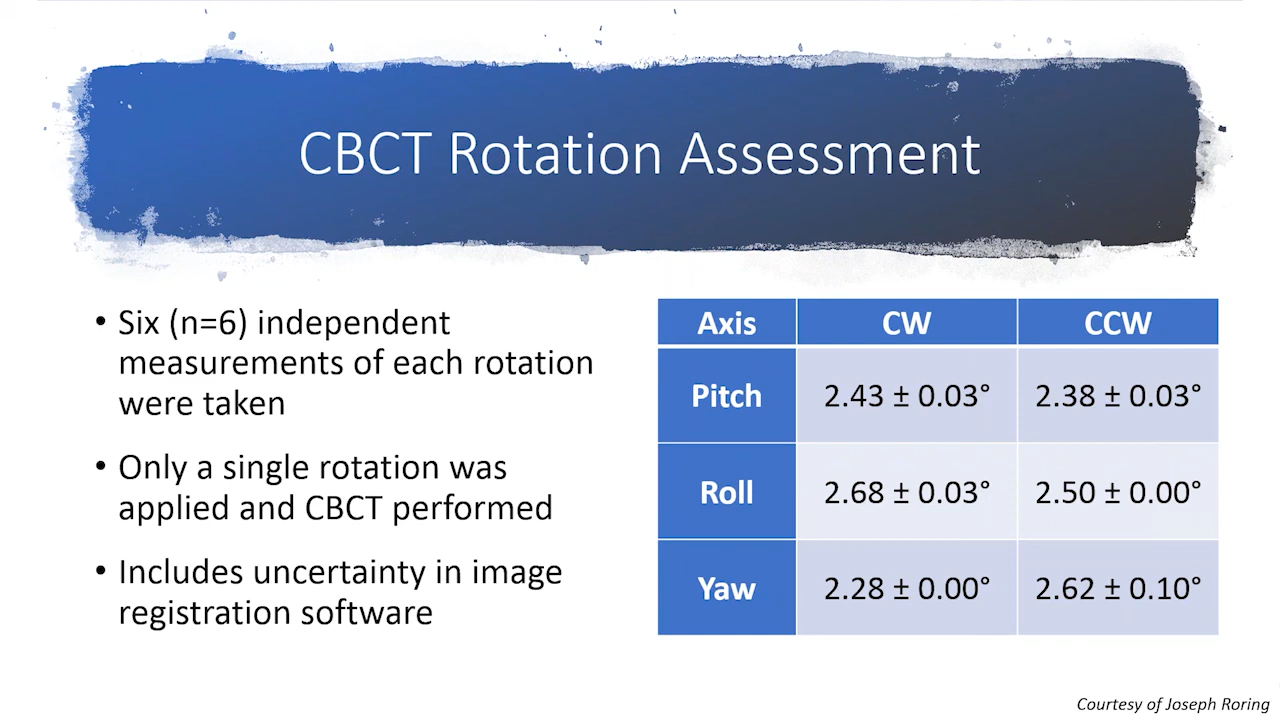 CBCT Rotation Assessment
• Six (n=6) independent
measurements of each rotation
were taken
• Only a single rotation was
applied and CBCT performed
• Includes uncertainty in image
registration software
Axis CW CCW
Pitch 2.43 ± 0.03° 2.38 ± 0.03°
Roll 2.68 ± 0.03° 2.50 ± 0.00°
Yaw 2.28 ± 0.00° 2.62 ± 0.10°
Courtesy of Joseph Roring